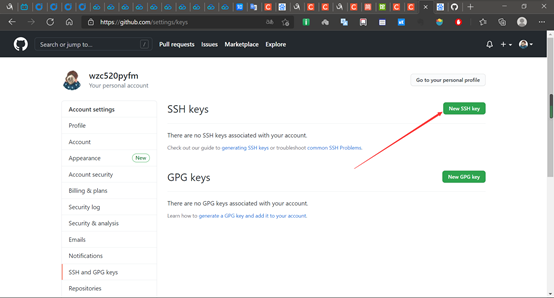 https://github.com/settings/keys
Search or jump to...
/
Pull requests
Issues
Marketplace
Explore
wzc520pyfm
Your personal account
Go to your personal profile
Account settings
Profile
Account
Appearance
New
Account security
Billing & plans
Security log
Security & analysis
Emails
Notifications
SSH and GPG keys
Repositories
SSH keys
New SSH key
There are no SSH keys associated with your account.
Check out our guide to generating SSH keys or troubleshoot common SSH Problems.
GPG keys
New GPG key
There are no GPG keys associated with your account.
Learn how to generate a GPG key and add it to your account.